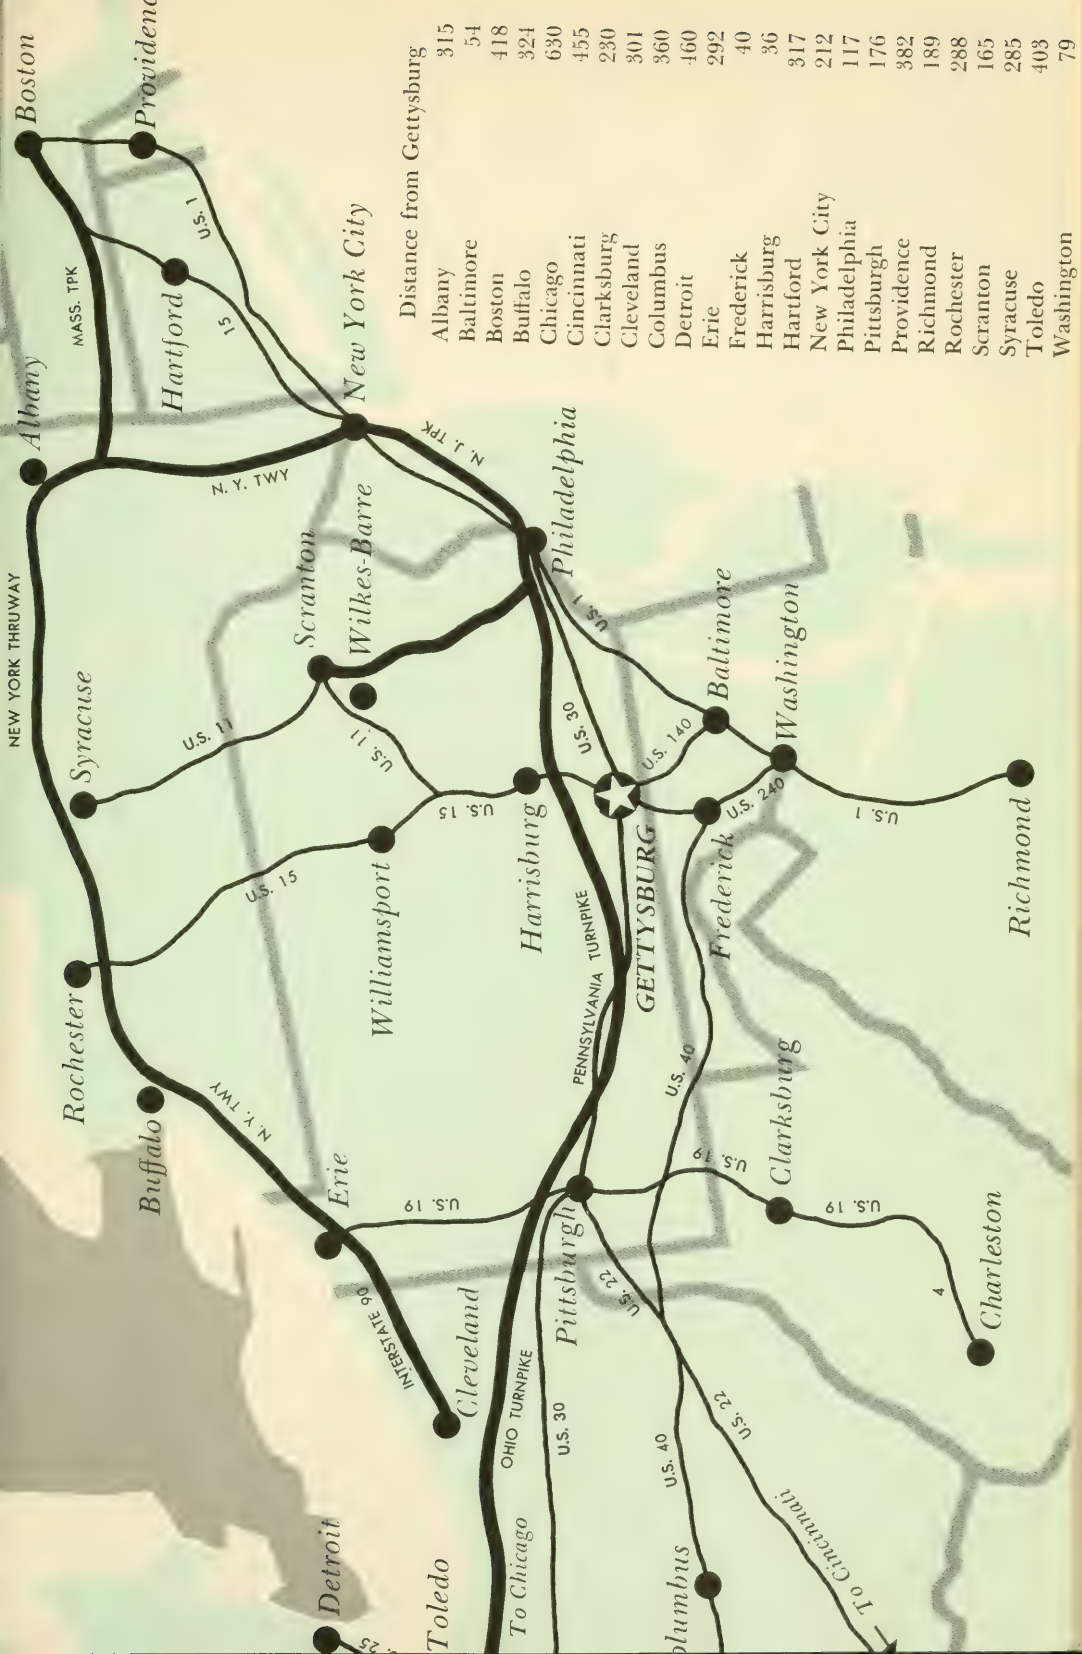 NEW YORK THRUWAY
Albany
MASS. TPK
Boston
Providenc
U.S. 1
Hartford
15
New York City
N. Y. TWY
N. J. TPK
Syracuse
U.S. 11
Scranton
Wilkes-Barre
U.S. 11
Rochester
U.S. 15
Williamsport
U.S. 15
Buffalo
N. Y. TWY
Erie
U.S. 19
INTERSTATE 90
Cleveland
Detroit
. 25
Toledo
Philadelphia
U.S. 1
U.S. 30
Harrisburg
PENNSYLVANIA TURNPIKE
GETTYSBURG
U.S. 140
Baltimore
Washington
U.S. 240
Frederick
U.S. 40
U.S. 1
Richmond
Pittsburgh
U.S. 22
U.S. 19
Clarksburg
U.S. 19
4
Charleston
OHIO TURNPIKE
U.S. 30
To Chicago
U.S. 40
U.S. 22
olumbus
To Cincinnati
Distance from Gettysburg
Albany 315
Baltimore 54
Boston 418
Buffalo 324
Chicago 630
Cincinnati 455
Clarksburg 230
Cleveland 301
Columbus 360
Detroit 460
Erie 292
Frederick 40
Harrisburg 36
Hartford 317
New York City 212
Philadelphia 117
Pittsburgh 176
Providence 382
Richmond 189
Rochester 288
Scranton 165
Syracuse 285
Toledo 403
Washington 79